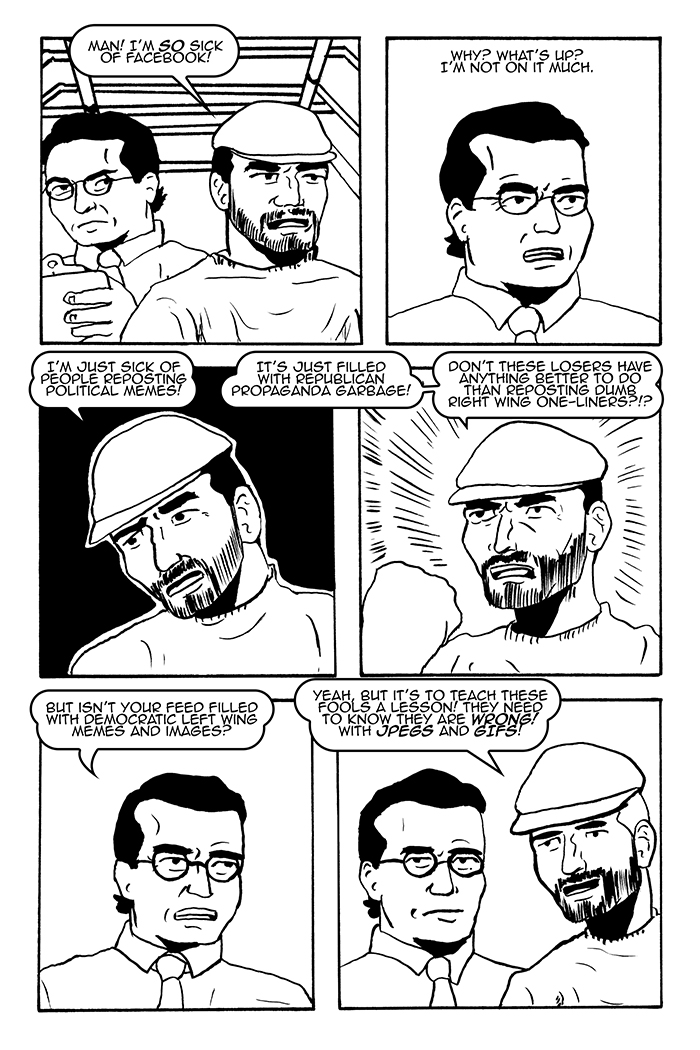 MAN! I'M SO SICK
OF FACEBOOK!
WHY? WHAT'S UP?
I'M NOT ON IT MUCH.
I'M JUST SICK OF
PEOPLE REPOSTING
POLITICAL MEMES!
IT'S JUST FILLED
WITH REPUBLICAN
PROPAGANDA GARBAGE!
DON'T THESE LOSERS HAVE
ANYTHING BETTER TO DO
THAN REPOSTING DUMB
RIGHT WING ONE-LINERS?!?
BUT ISN'T YOUR FEED FILLED
WITH DEMOCRATIC LEFT WING
MEMES AND IMAGES?
YEAH, BUT IT'S TO TEACH THESE
FOOLS A LESSON! THEY NEED
TO KNOW THEY ARE WRONG!
WITH JPEGS AND GIFS!